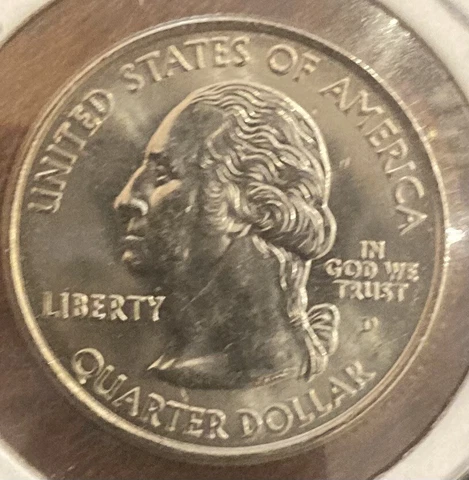 UNITED STATES OF AMERICA
LIBERTY
IN
GOD WE
TRUST
D
QUARTER DOLLAR